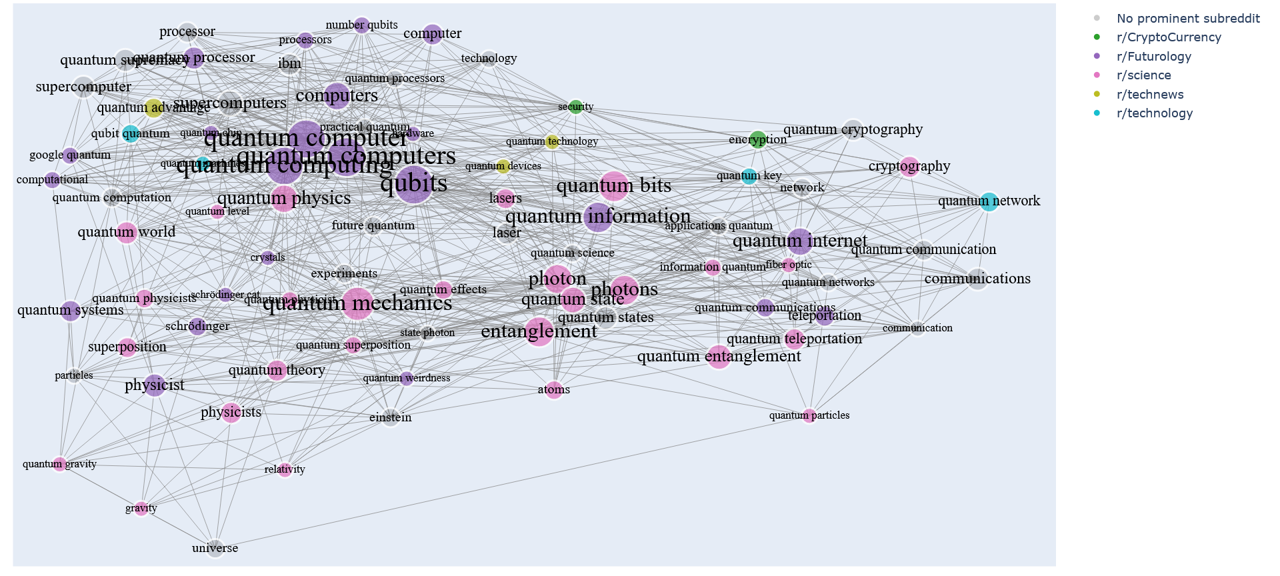 processor
number qubits
processors
computer
quantum supremacy
quantum processor
ibm
technology
quantum processors
supercomputer
computers
quantum advantage
supercomputers
security
qubit quantum
practical quantum
hardware
quantum computer
quantum technology
encryption
quantum cryptography
google quantum
quantum computers
quantum computing
quantum devices
cryptography
computational
qubits
quantum bits
quantum key
network
quantum computation
quantum physics
lasers
quantum network
quantum level
quantum information
future quantum
applications quantum
quantum world
laser
quantum internet
quantum communication
crystals
quantum science
information quantum
fiber optic
experiments
photon
communications
quantum networks
quantum physicists
schrödinger cat
quantum physicist
quantum effects
photons
quantum mechanics
quantum state
quantum systems
quantum communications
teleportation
quantum states
schrödinger
state photon
entanglement
communication
superposition
quantum superposition
quantum teleportation
quantum entanglement
particles
quantum theory
physicist
quantum weirdness
atoms
physicists
einstein
quantum particles
quantum gravity
relativity
gravity
universe
No prominent subreddit
r/CryptoCurrency
r/Futurology
r/science
r/technews
r/technology